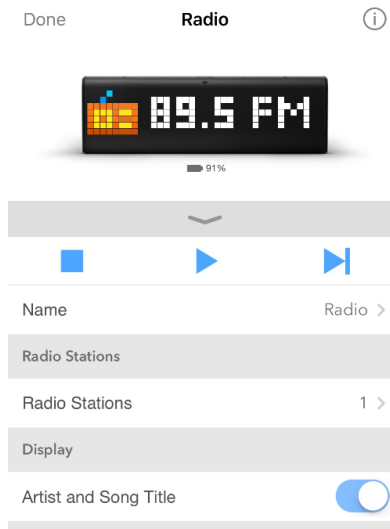 Done Radio i
89.5 FM
91%
Name Radio
Radio Stations
Radio Stations 1
Display
Artist and Song Title